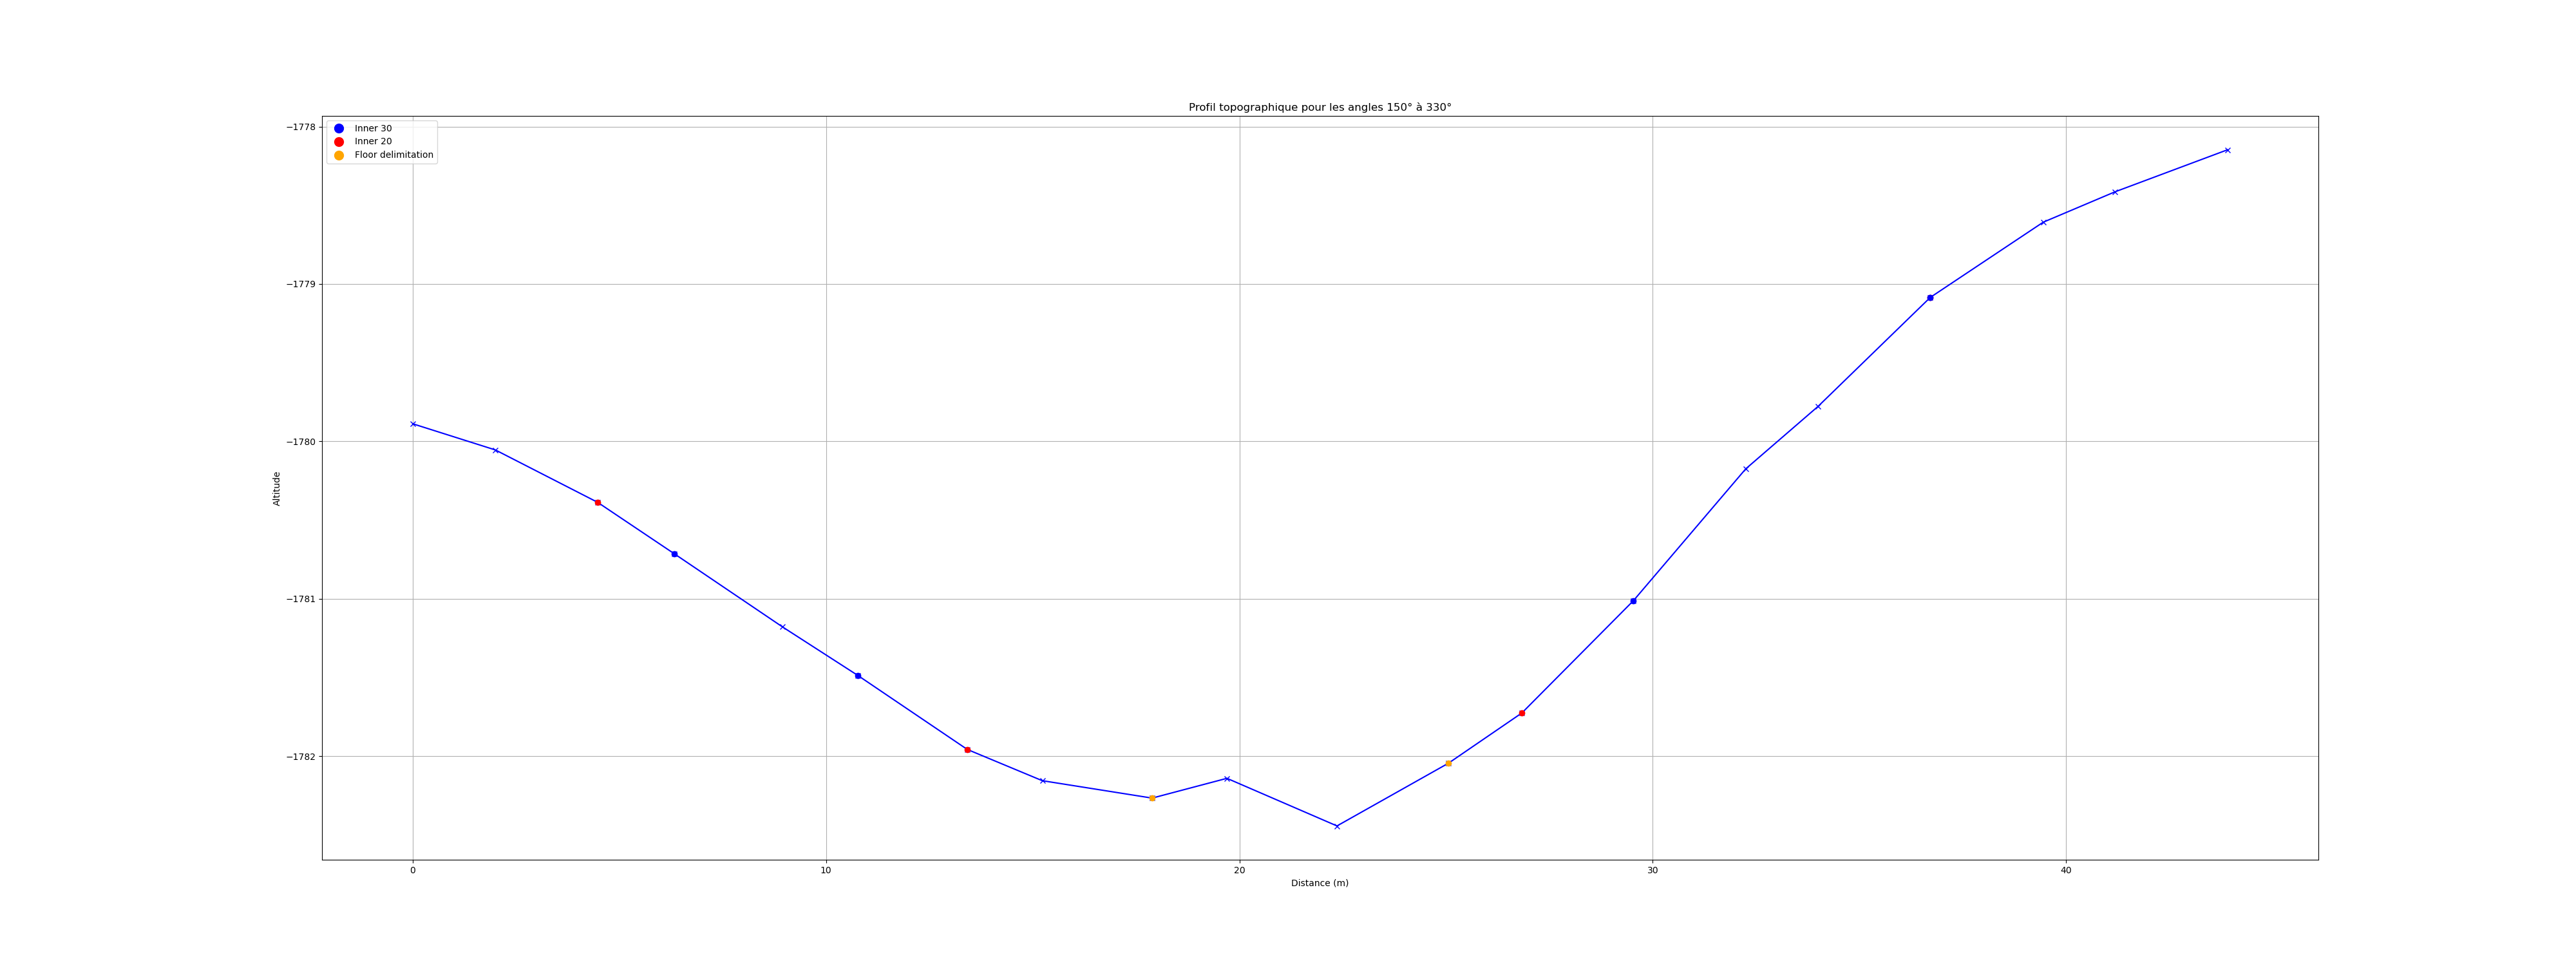 Profil topographique pour les angles 150° à 330°
Inner 30
Inner 20
Floor delimitation
−1778
−1779
−1780
−1781
−1782
Altitude
0 10 20 30 40
Distance (m)